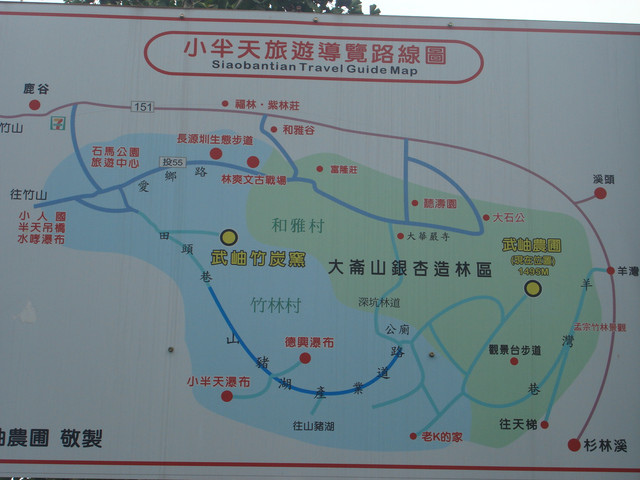 小半天旅遊導覽路線圖
Siaobantian Travel Guide Map
鹿谷
151
福林・紫林莊
竹山
7
和雅谷
長源圳生態步道
石馬公園
旅遊中心
投55
愛鄉路
林爽文古戰場
富隆莊
溪頭
往竹山
小人國
半天吊橋
水哮瀑布
聽濤園
大石公
和雅村
大華嚴寺
武岫農圃
(現在位置)
1495M
田頭巷
武岫竹炭窯
大崙山銀杏造林區
羊灣
羊灣巷
竹林村
深坑林道
孟宗竹林景觀
公廟
山豬湖產業道路
德興瀑布
觀景台步道
小半天瀑布
往山豬湖
老K的家
往天梯
杉林溪
岫農圃 敬製